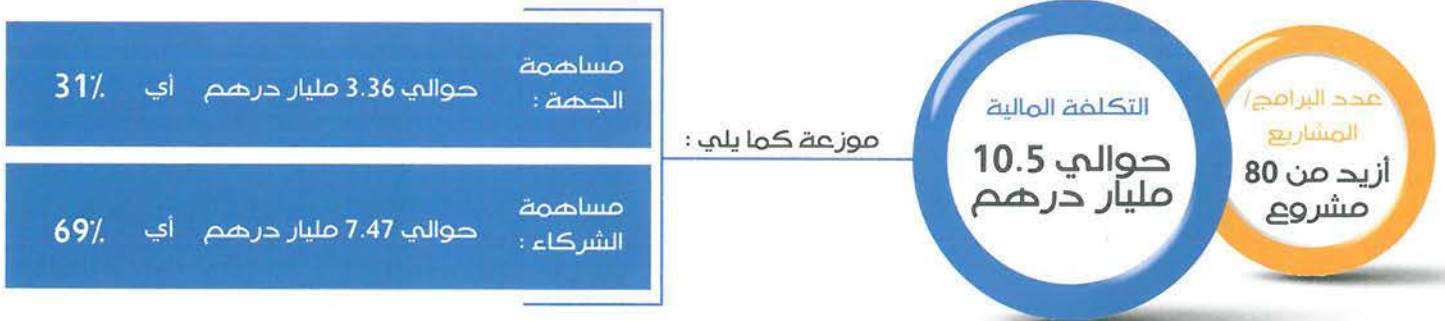 عدد البرامج/
المشاريع
أزيد من 80
مشروع
التكلفة المالية
حوالي 10.5
مليار درهم
موزعة كما يلي :
مساهمة
الجهة :
حوالي 3.36 مليار درهم أي 31٪
مساهمة
الشركاء :
حوالي 7.47 مليار درهم أي 69٪